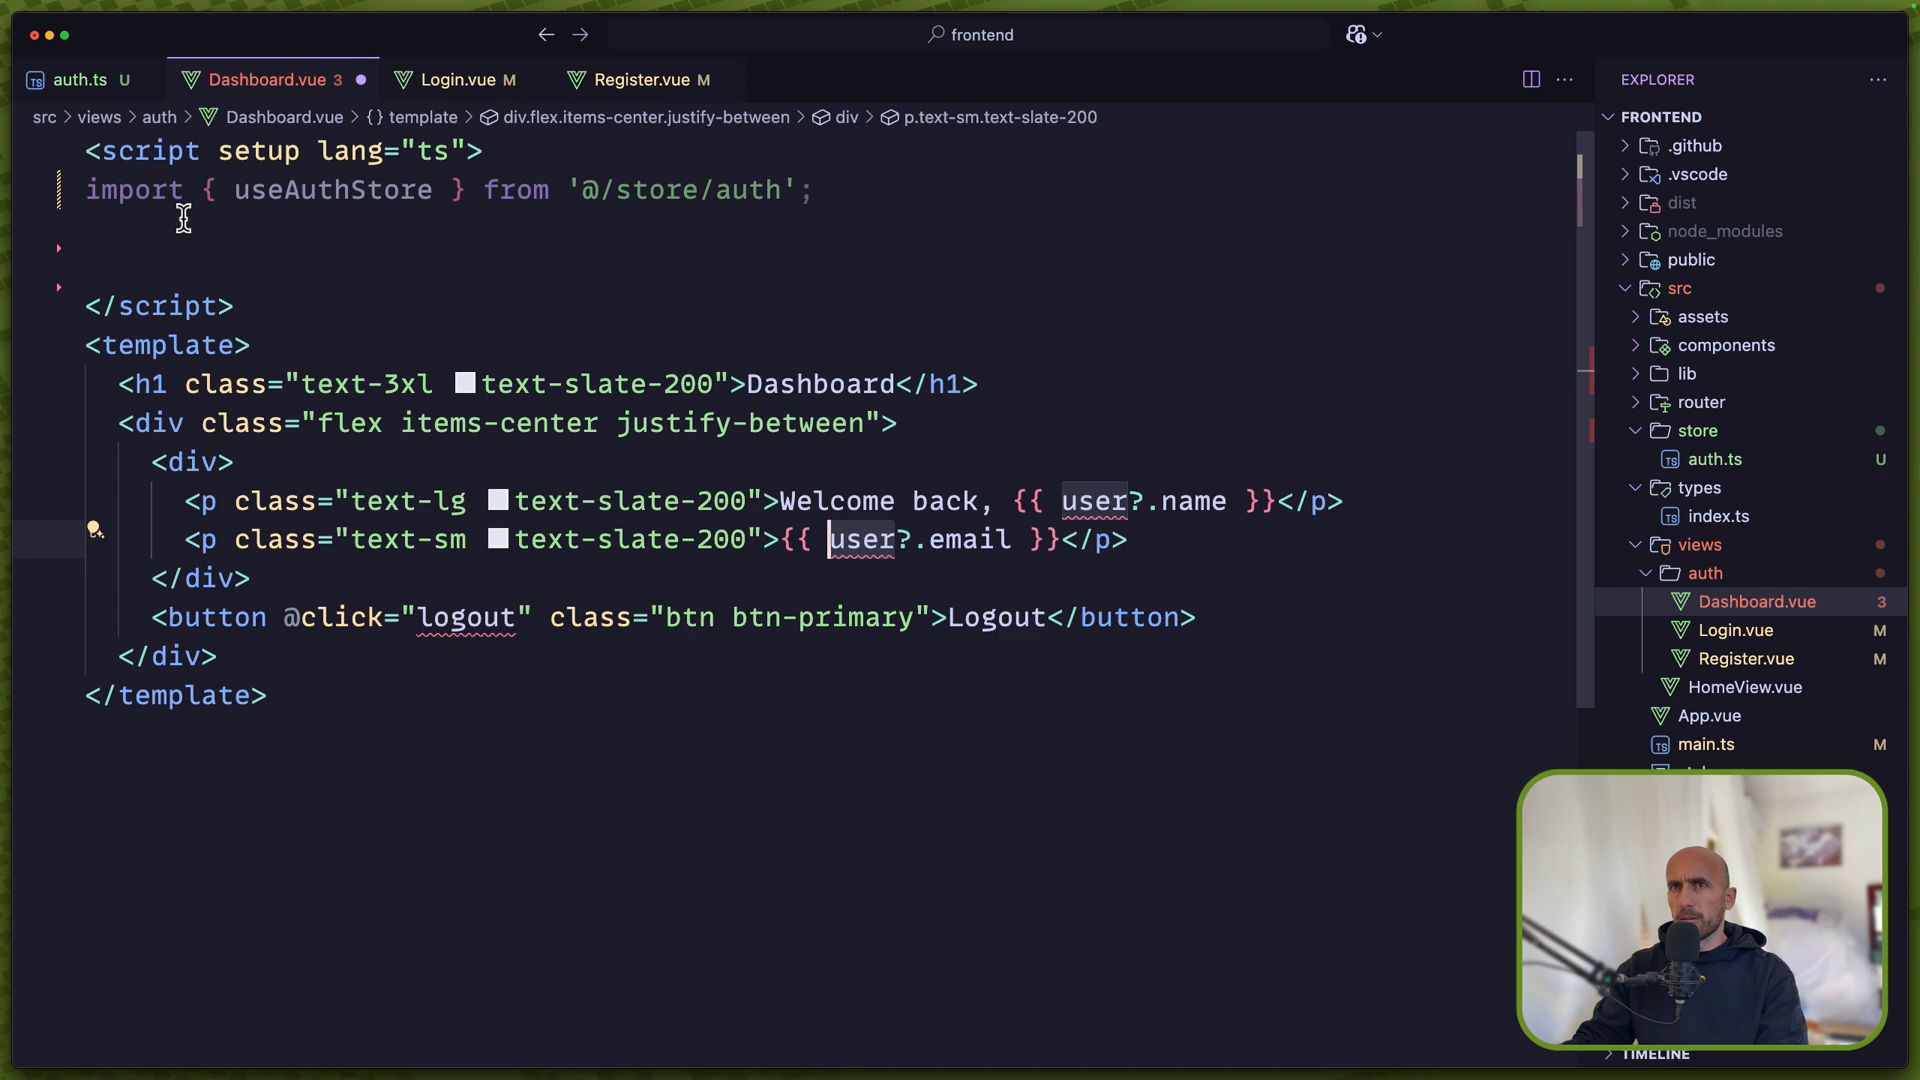 frontend
auth.ts U
Dashboard.vue 3
Login.vue M
Register.vue M
src > views > auth > Dashboard.vue > {} template > div.flex.items-center.justify-between > div > p.text-sm.text-slate-200
<script setup lang="ts">
import { useAuthStore } from '@/store/auth';
</script>
<template>
<h1 class="text-3xl text-slate-200">Dashboard</h1>
<div class="flex items-center justify-between">
<div>
<p class="text-lg text-slate-200">Welcome back, {{ user?.name }}</p>
<p class="text-sm text-slate-200">{{ user?.email }}</p>
</div>
<button @click="logout" class="btn btn-primary">Logout</button>
</div>
</template>
EXPLORER
FRONTEND
.github
.vscode
dist
node_modules
public
src
assets
components
lib
router
store
auth.ts U
types
index.ts
views
auth
Dashboard.vue 3
Login.vue M
Register.vue M
HomeView.vue
App.vue
main.ts M
TIMELINE